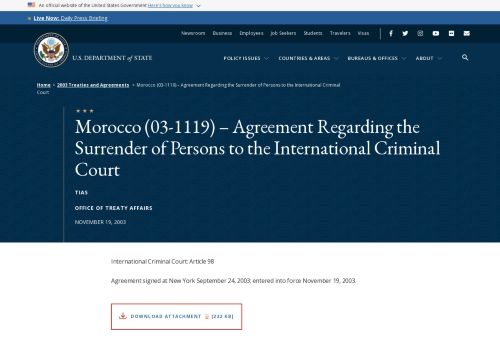 An official website of the United States Government Here's how you know
Live Now: Daily Press Briefing
Newsroom Business Employees Job Seekers Students Travelers Visas
U.S. DEPARTMENT of STATE
POLICY ISSUES COUNTRIES & AREAS BUREAUS & OFFICES ABOUT
Home > 2003 Treaties and Agreements > Morocco (03-1119) – Agreement Regarding the Surrender of Persons to the International Criminal
Court
Morocco (03-1119) – Agreement Regarding the
Surrender of Persons to the International Criminal
Court
TIAS
OFFICE OF TREATY AFFAIRS
NOVEMBER 19, 2003
International Criminal Court: Article 98
Agreement signed at New York September 24, 2003; entered into force November 19, 2003.
DOWNLOAD ATTACHMENT [242 KB]